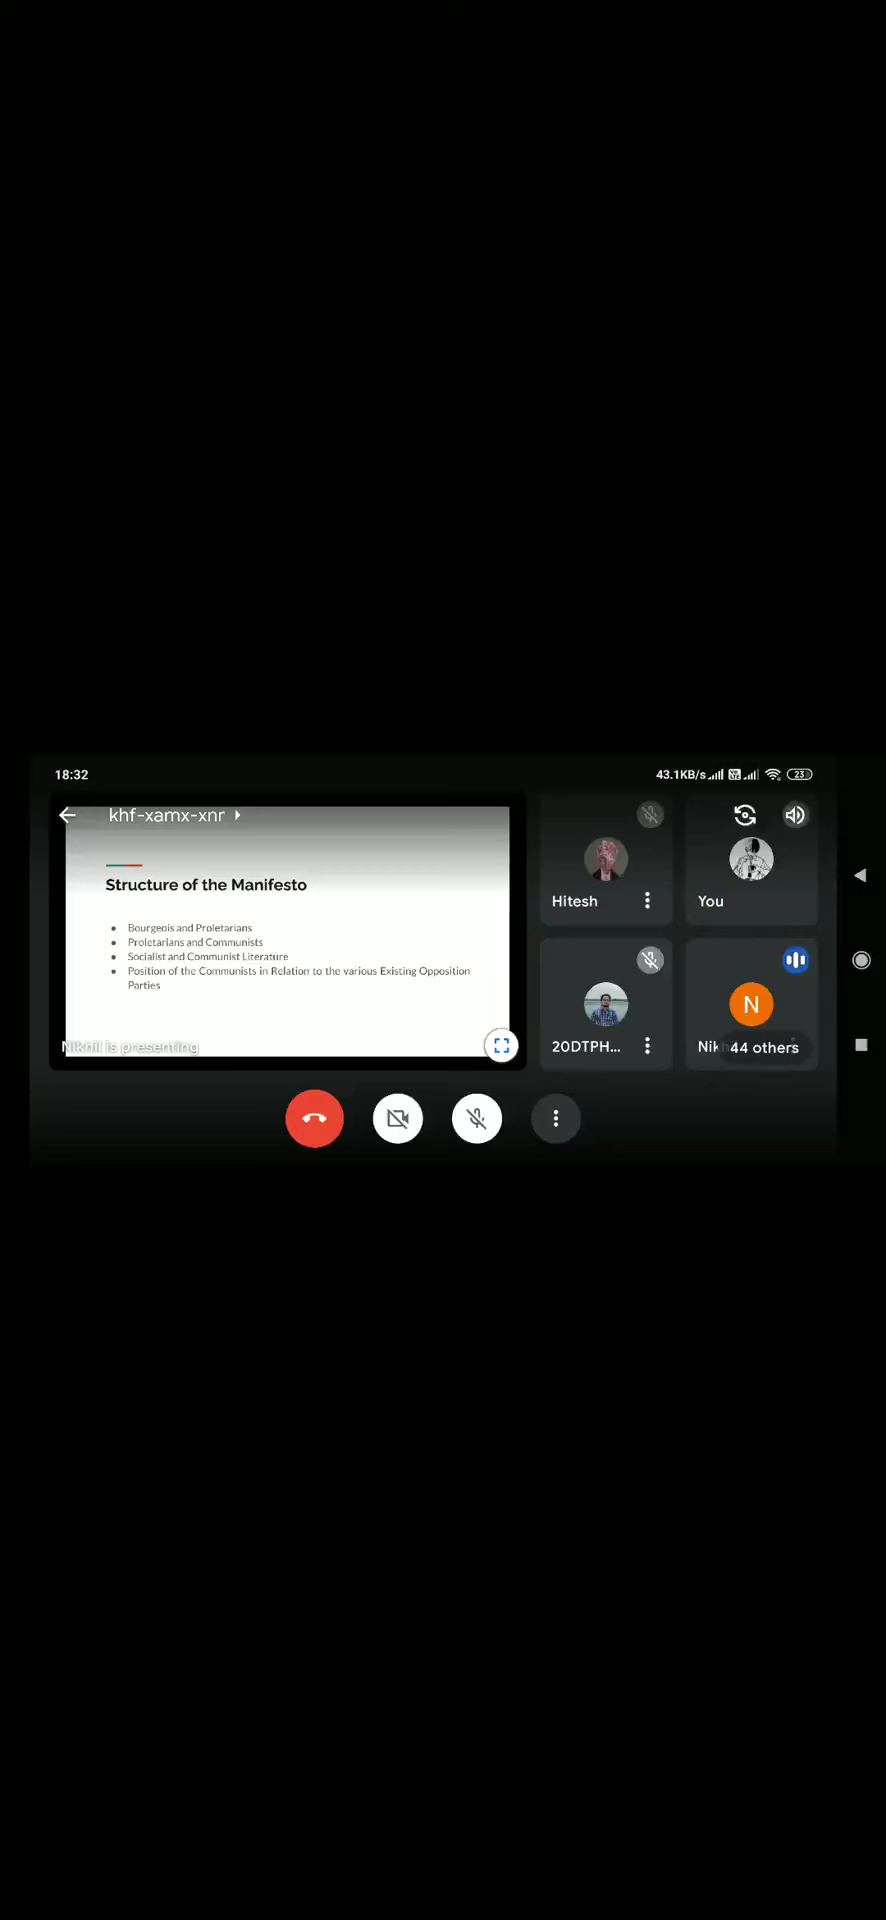 18:32
43.1KB/s
23
khf-xamx-xnr
Structure of the Manifesto
Bourgeois and Proletarians
Proletarians and Communists
Socialist and Communist Literature
Position of the Communists in Relation to the various Existing Opposition
Parties
Nikhil is presenting
Hitesh
You
20DTPH...
N
Nik
44 others